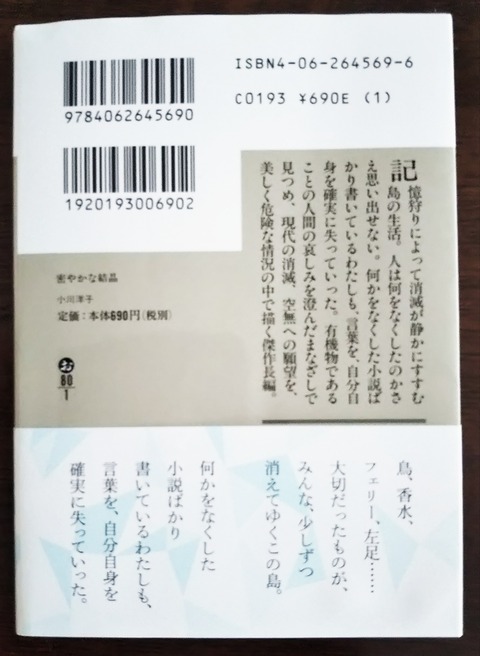 ISBN4-06-264569-6
C0193 ¥690E (1)
9784062645690
1920193006902
記憶狩りによって消滅が静かにすすむ
島の生活。人は何をなくしたのかさ
え思い出せない。何かをなくした小説ば
かり書いているわたしも、言葉を、自分自
身を確実に失っていった。有機物である
ことの人間の哀しみを澄んだまなざしで
見つめ、現代の消滅、空無への願望を、
美しく危険な情況の中で描く傑作長編。
密やかな結晶
小川洋子
定価：本体690円（税別）
お
80
1
鳥、香水、
フェリー、左足……
大切だったものが、
みんな、少しずつ
消えてゆくこの島。
何かをなくした
小説ばかり
書いているわたしも、
言葉を、自分自身を
確実に失っていった。